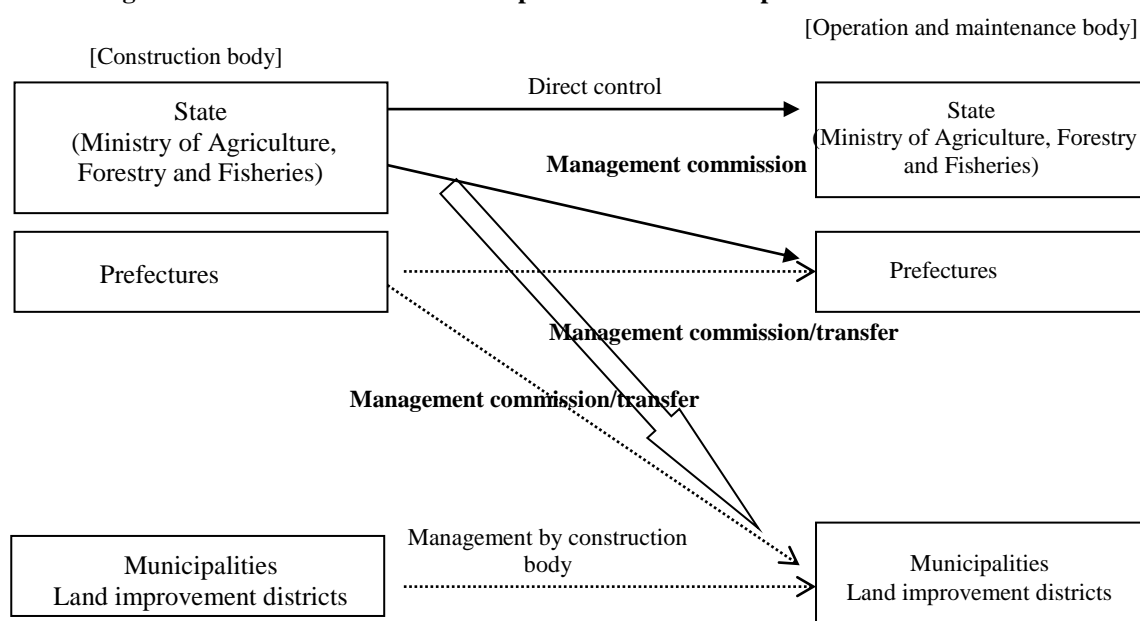 [Operation and maintenance body]
[Construction body]
Direct control
State
(Ministry of Agriculture,
Forestry and Fisheries)
State
(Ministry of Agriculture, Forestry
and Fisheries)
Management commission
Prefectures
Prefectures
Management commission/transfer
Management commission/transfer
Management by construction
body
Municipalities
Land improvement districts
Municipalities
Land improvement districts